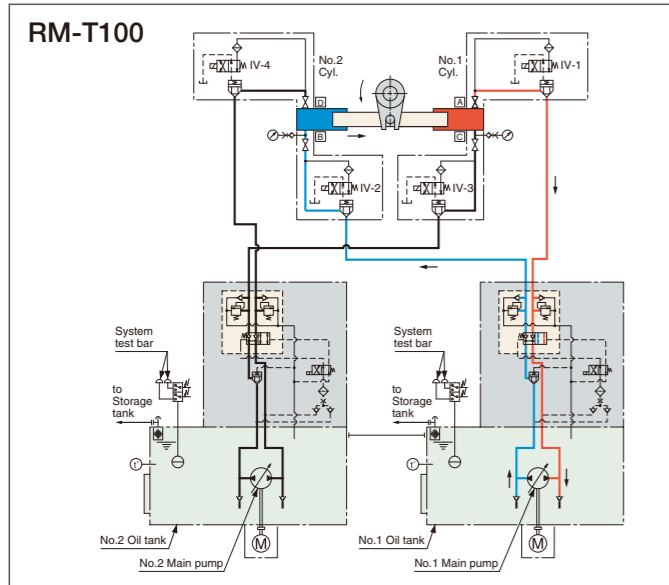 RM-T100
No.2
Cyl.
No.1
Cyl.
IV-4
IV-1
D
A
B
C
IV-2
IV-3
System
test bar
to
Storage
tank
t°
M
No.2 Oil tank
No.2 Main pump
System
test bar
to
Storage
tank
t°
M
No.1 Oil tank
No.1 Main pump